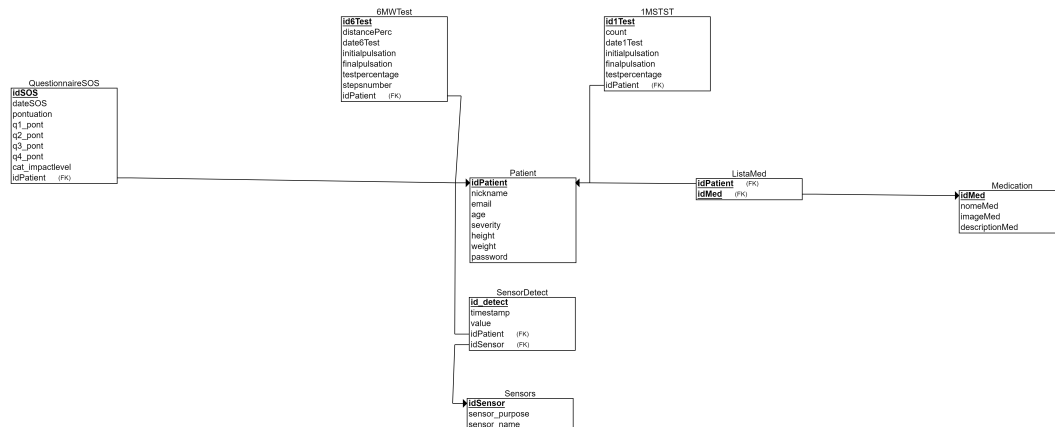 6MWTest
id6Test
distancePerc
date6Test
initialpulsation
finalpulsation
testpercentage
stepsnumber
idPatient (FK)
1MSTST
id1Test
count
date1Test
initialpulsation
finalpulsation
testpercentage
idPatient (FK)
QuestionnaireSOS
idSOS
dateSOS
pontuation
q1_pont
q2_pont
q3_pont
q4_pont
cat_impactlevel
idPatient (FK)
Patient
idPatient
nickname
email
age
severity
height
weight
password
ListaMed
idPatient (FK)
idMed (FK)
Medication
idMed
nomeMed
imageMed
descriptionMed
SensorDetect
id_detect
timestamp
value
idPatient (FK)
idSensor (FK)
Sensors
idSensor
sensor_purpose
sensor_name